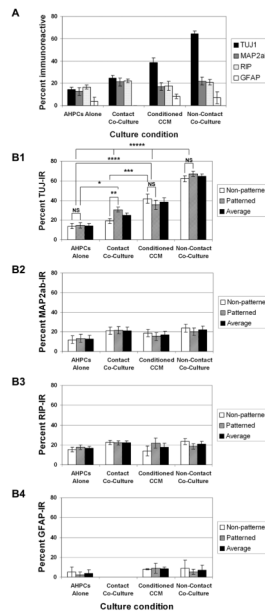 A
Percent immunoreactive
80
60
40
20
0
TUJ1
MAP2ab
RIP
GFAP
AHPCs Alone
Contact
Co-Culture
Conditioned
CCM
Non-Contact
Co-Culture
Culture condition
B1
Percent TUJ-IR
80
60
40
20
0
*****
****
***
*
**
NS
NS
NS
Non-patterne
Patterned
Average
AHPCs
Alone
Contact
Co-Culture
Conditioned
CCM
Non-Contact
Co-Culture
B2
Percent MAP2ab-IR
80
60
40
20
0
Non-patterne
Patterned
Average
AHPCs
Alone
Contact
Co-Culture
Conditioned
CCM
Non-Contact
Co-Culture
B3
Percent RIP-IR
80
60
40
20
0
Non-patterne
Patterned
Average
AHPCs
Alone
Contact
Co-Culture
Conditioned
CCM
Non-Contact
Co-Culture
B4
Percent GFAP-IR
80
60
40
20
0
Non-patterne
Patterned
Average
AHPCs
Alone
Contact
Co-Culture
Conditioned
CCM
Non-Contact
Co-Culture
Culture condition